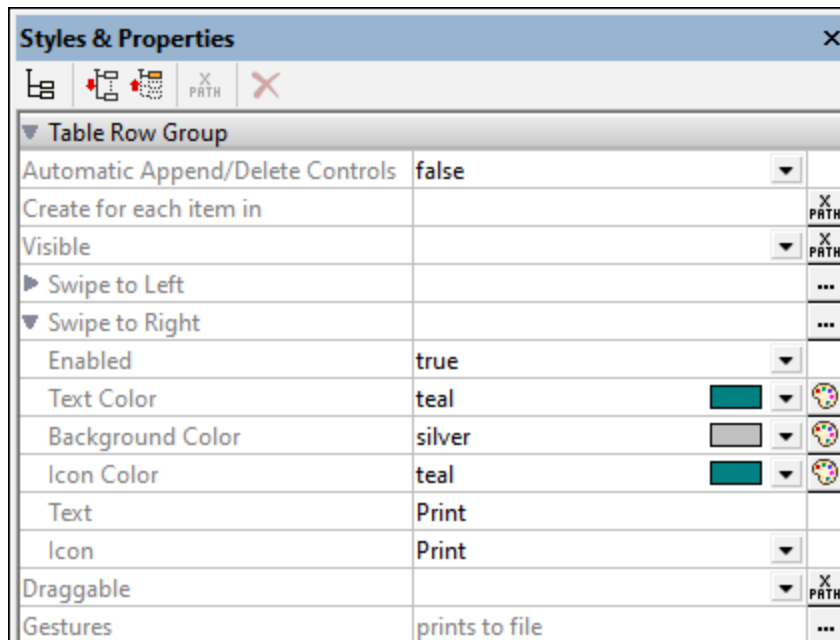 Styles & Properties
X PATH
Table Row Group
Automatic Append/Delete Controls false
Create for each item in X PATH
Visible X PATH
Swipe to Left ...
Swipe to Right ...
Enabled true
Text Color teal
Background Color silver
Icon Color teal
Text Print
Icon Print
Draggable X PATH
Gestures prints to file ...